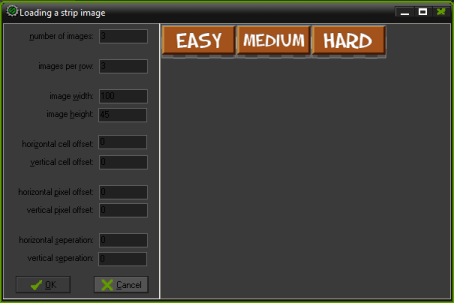 Loading a strip image
number of images: 3
images per row: 3
image width: 100
image height: 45
horizontal cell offset: 0
vertical cell offset: 0
horizontal pixel offset: 0
vertical pixel offset: 0
horizontal seperation: 0
vertical seperation: 0
OK Cancel
EASY MEDIUM HARD